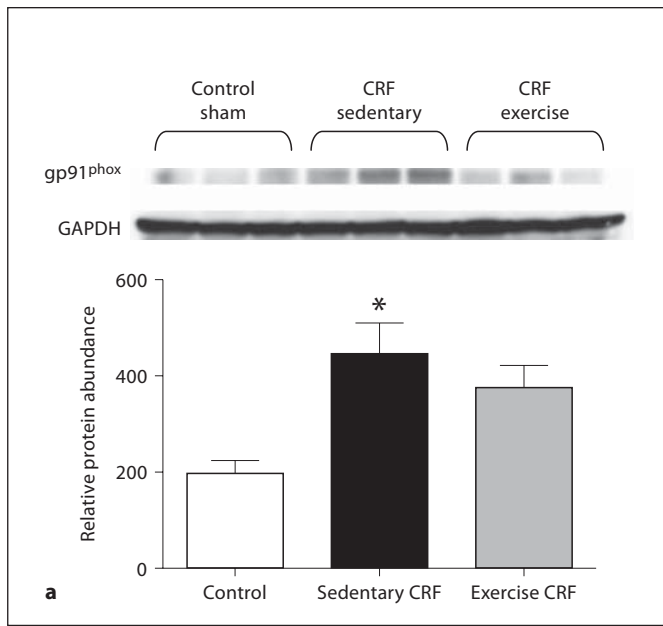 Control
sham
CRF
sedentary
CRF
exercise
gp91phox
GAPDH
Relative protein abundance
600
400
200
0
*
Control
Sedentary CRF
Exercise CRF
a